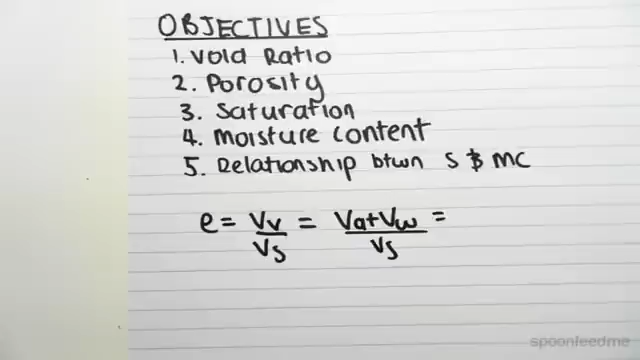 OBJECTIVES
1. Void Ratio
2. Porosity
3. Saturation
4. Moisture Content
5. Relationship btwn S & MC
e = Vv/Vs = Va+Vw/Vs =
spoonfeedme